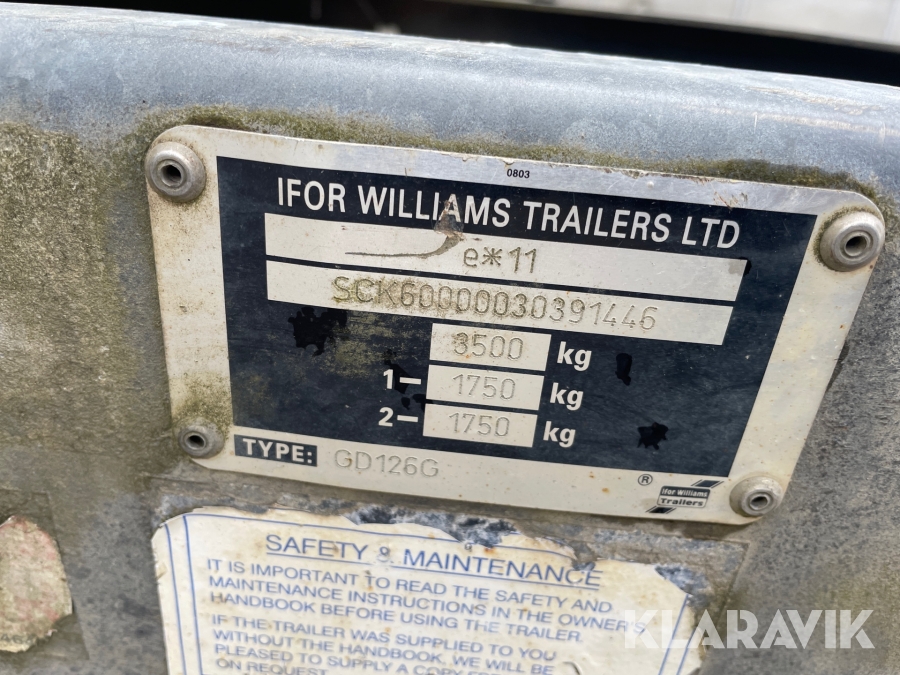 0803
IFOR WILLIAMS TRAILERS LTD
e*11
SCK60000030391446
3500 kg
1– 1750 kg
2– 1750 kg
TYPE: GD126G
®
Ifor Williams
Trailers
SAFETY & MAINTENANCE
IT IS IMPORTANT TO READ THE SAFETY AND
MAINTENANCE INSTRUCTIONS IN THE OWNER'S
HANDBOOK BEFORE USING THE TRAILER.
IF THE TRAILER WAS SUPPLIED TO YOU
WITHOUT THE HANDBOOK, WE WILL BE
PLEASED TO SUPPLY A COPY
ON REQUEST
KLARAVIK